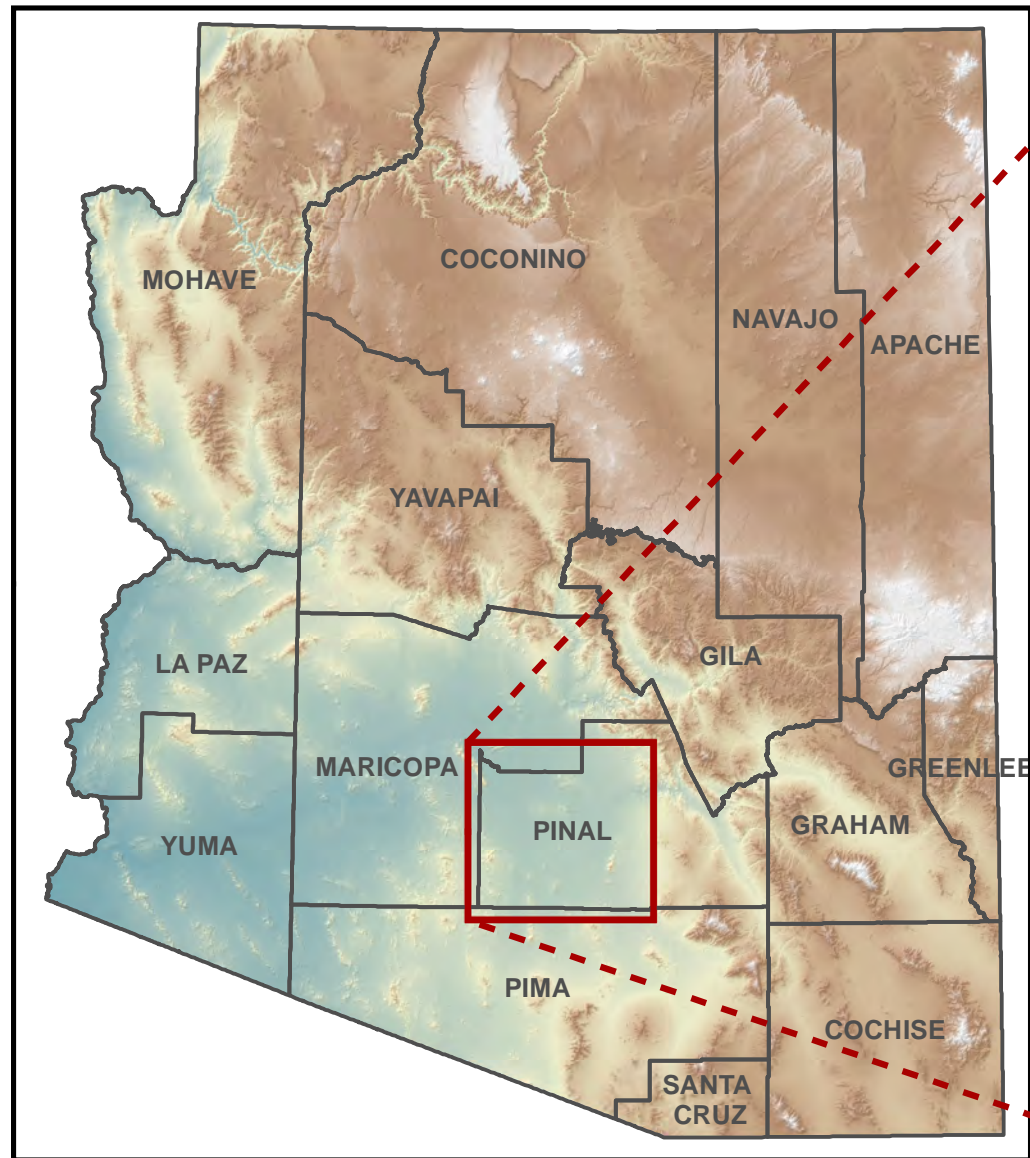 COCONINO
MOHAVE
NAVAJO
APACHE
YAVAPAI
GILA
LA PAZ
MARICOPA
GREENLEE
PINAL
GRAHAM
YUMA
PIMA
COCHISE
SANTA
CRUZ